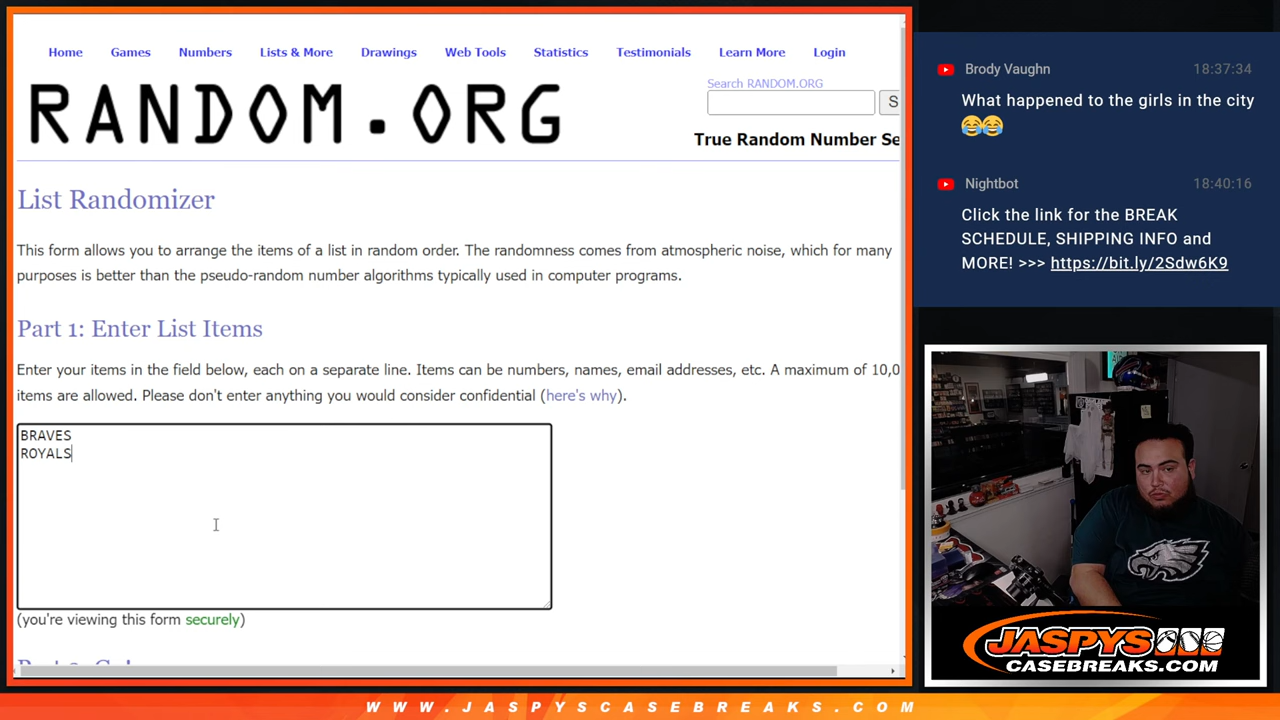 Home Games Numbers Lists & More Drawings Web Tools Statistics Testimonials Learn More Login
RANDOM.ORG
Search RANDOM.ORG
S
True Random Number Se
List Randomizer
This form allows you to arrange the items of a list in random order. The randomness comes from atmospheric noise, which for many
purposes is better than the pseudo-random number algorithms typically used in computer programs.
Part 1: Enter List Items
Enter your items in the field below, each on a separate line. Items can be numbers, names, email addresses, etc. A maximum of 10,0
items are allowed. Please don't enter anything you would consider confidential (here's why).
BRAVES
ROYALS
(you're viewing this form securely)
Brody Vaughn 18:37:34
What happened to the girls in the city
😂😂
Nightbot 18:40:16
Click the link for the BREAK
SCHEDULE, SHIPPING INFO and
MORE! >>> https://bit.ly/2Sdw6K9
JASPYS
CASEBREAKS.COM
WWW.JASPYSCASEBREAKS.COM